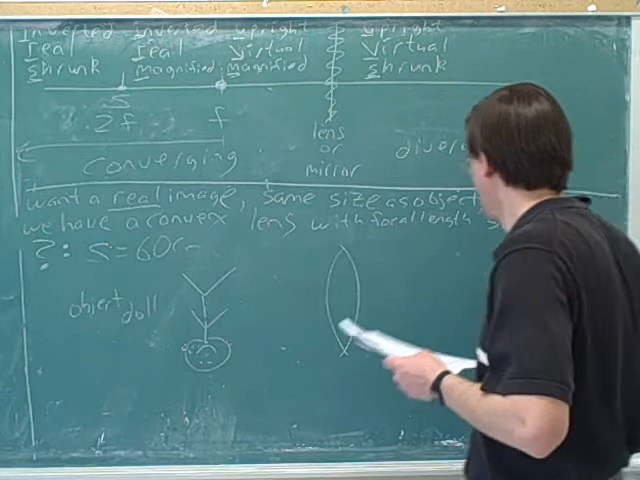 Inverted inverted upright upright
real real virtual Virtual
shrunk magnified magnified shrunk
S
2f f
lens
or
mirror
converging
want a real image, same size as object
we have a convex lens with focal length
?: S = 60
object doll